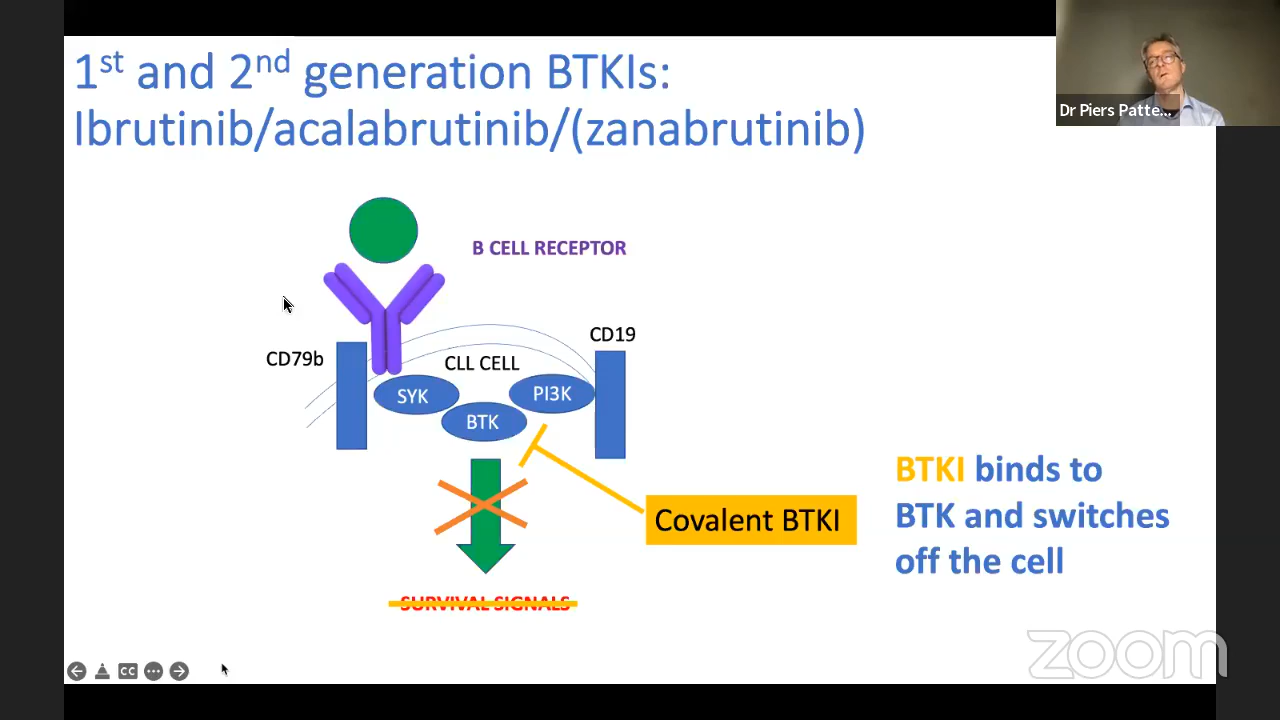 1st and 2nd generation BTKIs:
Ibrutinib/acalabrutinib/(zanabrutinib)
Dr Piers Patte...
B CELL RECEPTOR
CD19
CD79b
CLL CELL
SYK
PI3K
BTK
BTKI binds to
BTK and switches
off the cell
Covalent BTKI
SURVIVAL SIGNALS
zoom
CC